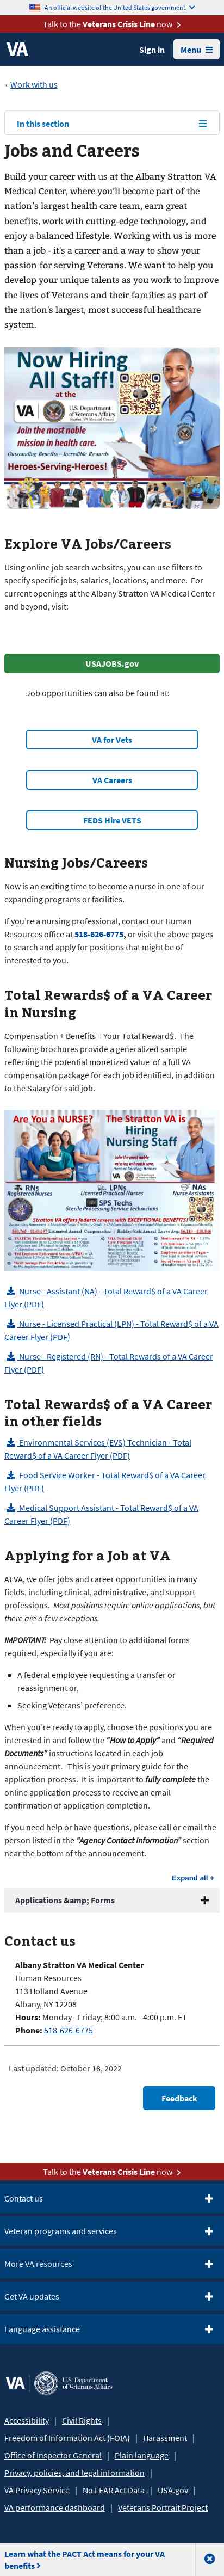 An official website of the United States government.
Talk to the Veterans Crisis Line now
VA
Sign in
Menu
Work with us
In this section
Jobs and Careers
Build your career with us at the Albany Stratton VA
Medical Center, where you'll become part of the
nation's largest health care team, receive great
benefits, work with cutting-edge technology, and
enjoy a balanced lifestyle. Working with us is more
than a job - it's a career and a way to show your
passion for serving Veterans. We want to help you
develop your unique talents as you work to improve
the lives of Veterans and their families as part of
the nation's largest, most successful healthcare
system.
Now Hiring
All Staff!
VA
U.S. Department
of Veterans Affairs
Join the noble
mission in health care.
Outstanding Benefits – Incredible Rewards
Heroes-Serving-Heroes!
Explore VA Jobs/Careers
Using online job search websites, you can use filters to
specify specific jobs, salaries, locations, and more. For
current openings at the Albany Stratton VA Medical Center
and beyond, visit:
USAJOBS.gov
Job opportunities can also be found at:
VA for Vets
VA Careers
FEDS Hire VETS
Nursing Jobs/Careers
Now is an exciting time to become a nurse in one of our
expanding programs or facilities.
If you're a nursing professional, contact our Human
Resources office at 518-626-6775, or visit the above pages
to search and apply for positions that might be of
interested to you.
Total Rewards$ of a VA Career
in Nursing
Compensation + Benefits = Your Total Reward$. The
following brochures provide a generalized sample
reflecting the total monetized value of a full VA
compensation package for each job identified, in addition
to the Salary for said job.
Are You a NURSE?
The Stratton VA is Hiring
Nursing Staff
RNs
Registered Nurses
LPNs
Licensed Practical Nurses
NAs
Nursing Assistants
SPS Techs
Sterile Processing Service Technicians
Stratton VA offers federal careers with EXCEPTIONAL BENEFITS!
Nurse - Assistant (NA) - Total Reward$ of a VA Career
Flyer (PDF)
Nurse - Licensed Practical (LPN) - Total Reward$ of a VA
Career Flyer (PDF)
Nurse - Registered (RN) - Total Rewards of a VA Career
Flyer (PDF)
Total Reward$ of a VA Career
in other fields
Environmental Services (EVS) Technician - Total
Reward$ of a VA Career Flyer (PDF)
Food Service Worker - Total Reward$ of a VA Career
Flyer (PDF)
Medical Support Assistant - Total Reward$ of a VA
Career Flyer (PDF)
Applying for a Job at VA
At VA, we offer jobs and career opportunities in many
fields, including clinical, administrative, and support
professions. Most positions require online applications, but
there are a few exceptions.
IMPORTANT: Pay close attention to additional forms
required, especially if you are:
A federal employee requesting a transfer or
reassignment or,
Seeking Veterans' preference.
When you're ready to apply, choose the positions you are
interested in and follow the "How to Apply" and "Required
Documents" instructions located in each job
announcement. This is your primary guide for the
application process. It is important to fully complete the
online application to ensure you receive an email
confirmation of application completion.
If you need help or have questions, please call or email the
person listed in the "Agency Contact Information" section
below the text in the announcement.
Expand all +
Applications &amp; Forms
Contact us
Albany Stratton VA Medical Center
Human Resources
113 Holland Avenue
Albany, NY 12208
Hours: Monday - Friday; 8:00 a.m. - 4:00 p.m. ET
Phone: 518-626-6775
Last updated: October 18, 2022
Feedback
Talk to the Veterans Crisis Line now
Contact us
Veteran programs and services
More VA resources
Get VA updates
Language assistance
VA
U.S. Department
of Veterans Affairs
Accessibility | Civil Rights |
Freedom of Information Act (FOIA) | Harassment |
Office of Inspector General | Plain language |
Privacy, policies, and legal information |
VA Privacy Service | No FEAR Act Data | USA.gov |
VA performance dashboard | Veterans Portrait Project
Learn what the PACT Act means for your VA
benefits